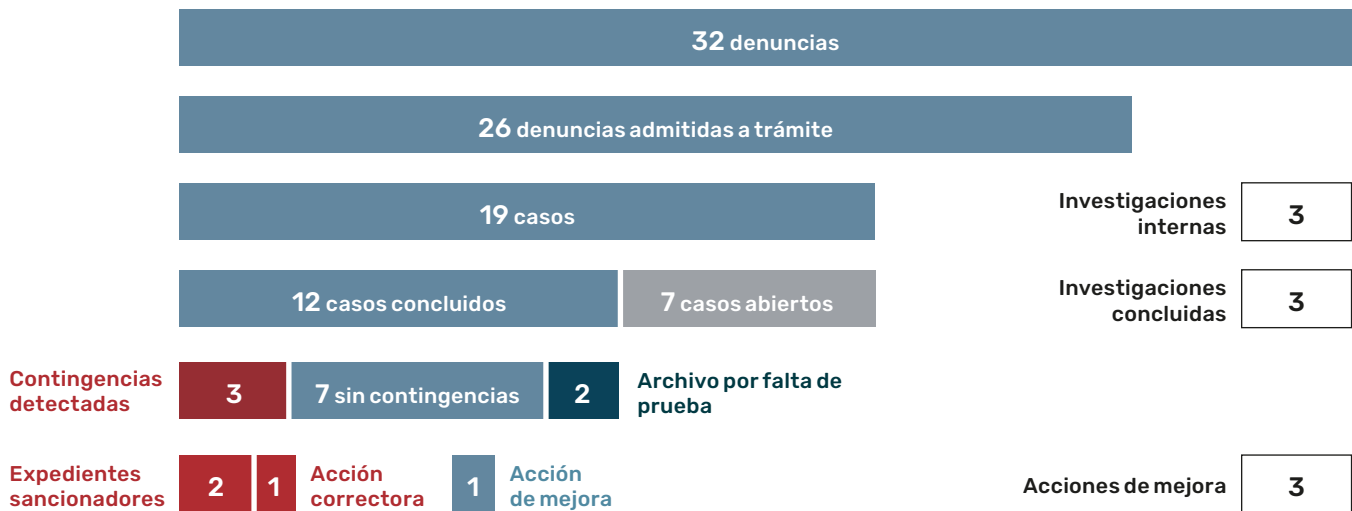 32 denuncias
26 denuncias admitidas a trámite
19 casos
Investigaciones
internas
3
12 casos concluidos
7 casos abiertos
Investigaciones
concluidas
3
Contingencias
detectadas
3
7 sin contingencias
2
Archivo por falta de
prueba
Expedientes
sancionadores
2
1
Acción
correctora
1
Acción
de mejora
Acciones de mejora
3